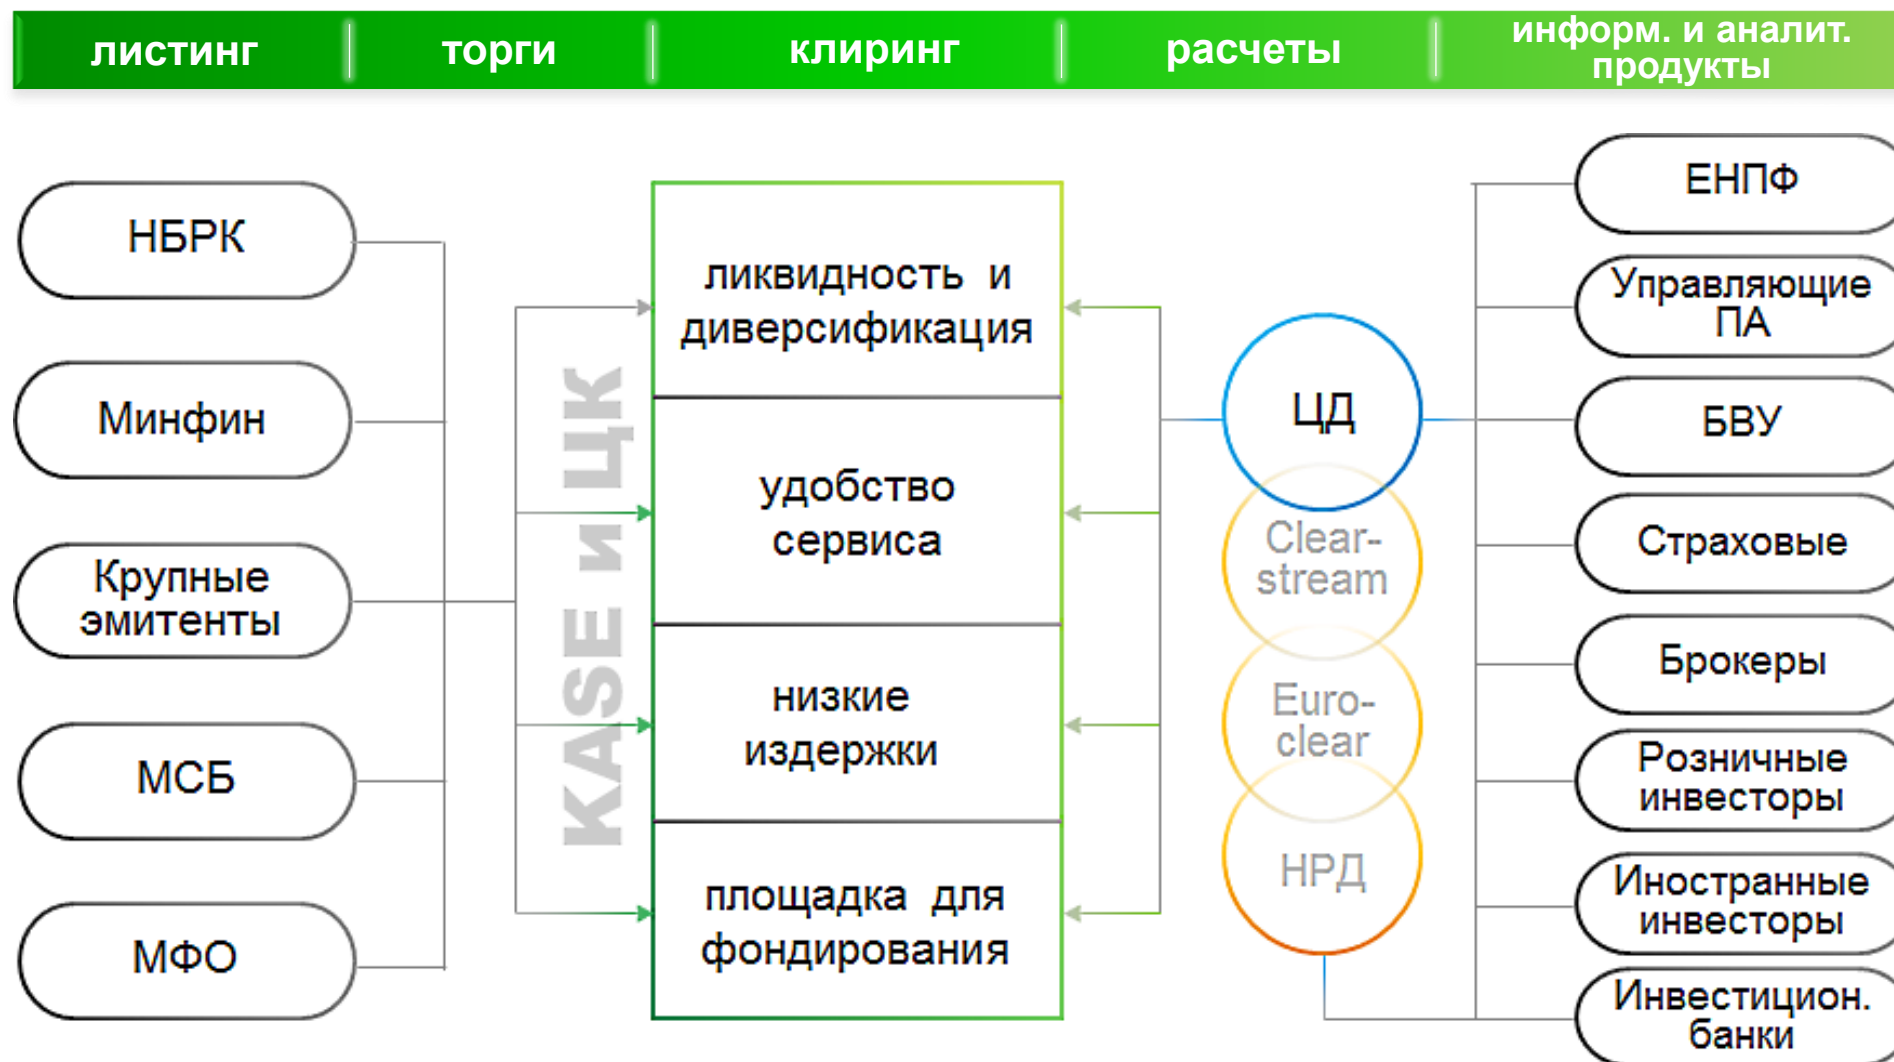 листинг
торги
клиринг
расчеты
информ. и аналит.
продукты
НБРК
Минфин
Крупные
эмитенты
МСБ
МФО
KASE и ЦК
ликвидность и
диверсификация
удобство
сервиса
низкие
издержки
площадка для
фондирования
ЦД
Clear-
stream
Euro-
clear
НРД
ЕНПФ
Управляющие
ПА
БВУ
Страховые
Брокеры
Розничные
инвесторы
Иностранные
инвесторы
Инвестицион.
банки